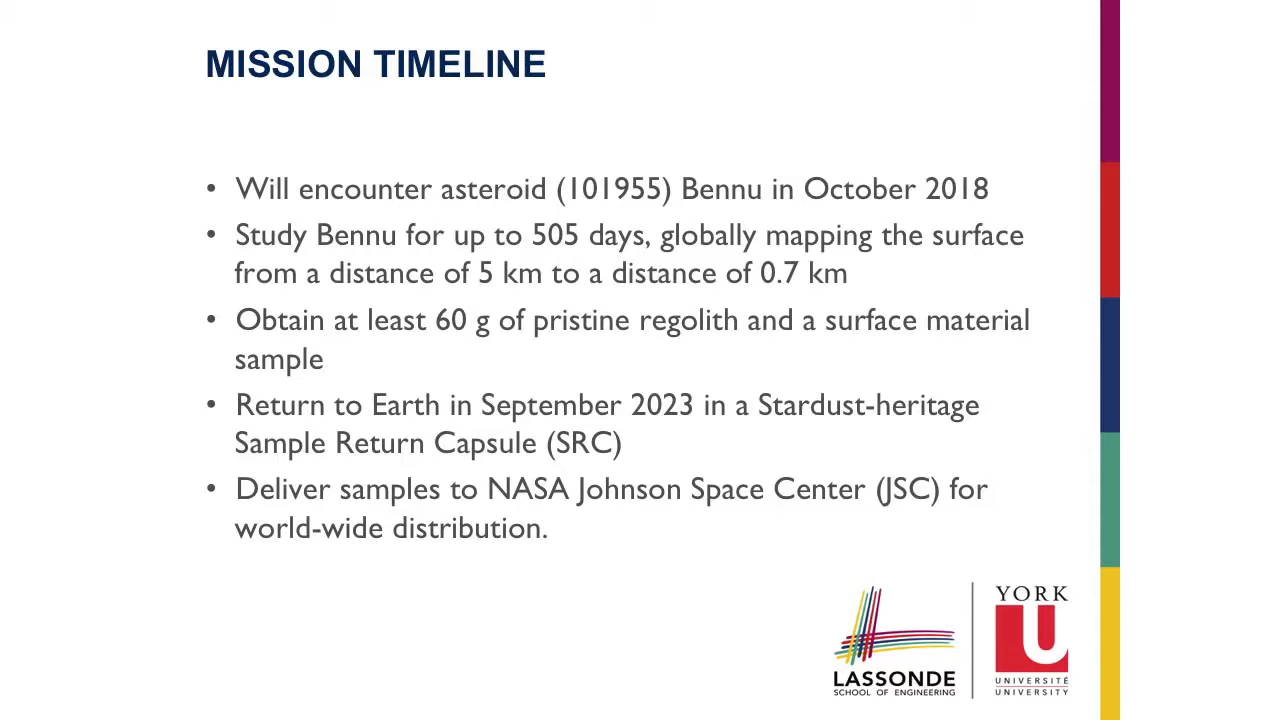 MISSION TIMELINE
• Will encounter asteroid (101955) Bennu in October 2018
• Study Bennu for up to 505 days, globally mapping the surface
from a distance of 5 km to a distance of 0.7 km
• Obtain at least 60 g of pristine regolith and a surface material
sample
• Return to Earth in September 2023 in a Stardust-heritage
Sample Return Capsule (SRC)
• Deliver samples to NASA Johnson Space Center (JSC) for
world-wide distribution.
LASSONDE
SCHOOL OF ENGINEERING
YORK
U
UNIVERSITÉ
UNIVERSITY